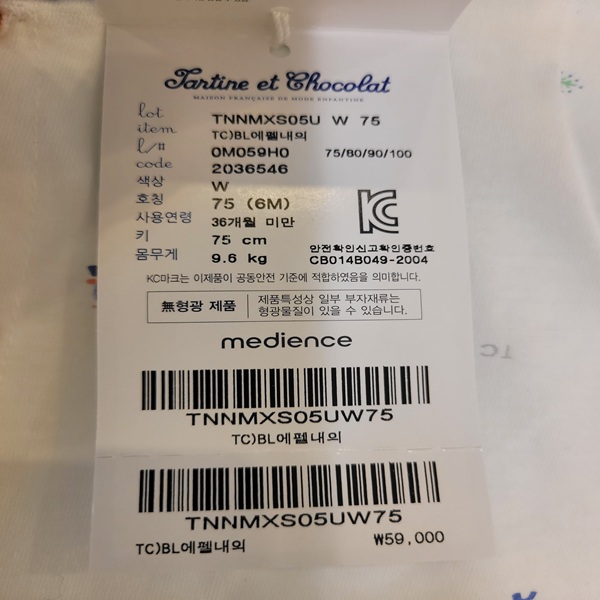 Tartine et Chocolat
MAISON FRANÇAISE DE MODE ENFANTINE
lot TNNMXS05U W 75
item TC)BL에펠내의
l/# 0M059H0 75/80/90/100
code 2036546
색상 W
호칭 75 (6M)
사용연령 36개월 미만
키 75 cm
몸무게 9.6 kg
KC
안전확인신고확인증번호
CB014B049-2004
KC마크는 이제품이 공동안전 기준에 적합하였음을 의미합니다.
無형광 제품
제품특성상 일부 부자재류는
형광물질이 있을 수 있습니다.
medience
TNNMXS05UW75
TC)BL에펠내의
TNNMXS05UW75
TC)BL에펠내의 ₩59,000
TC